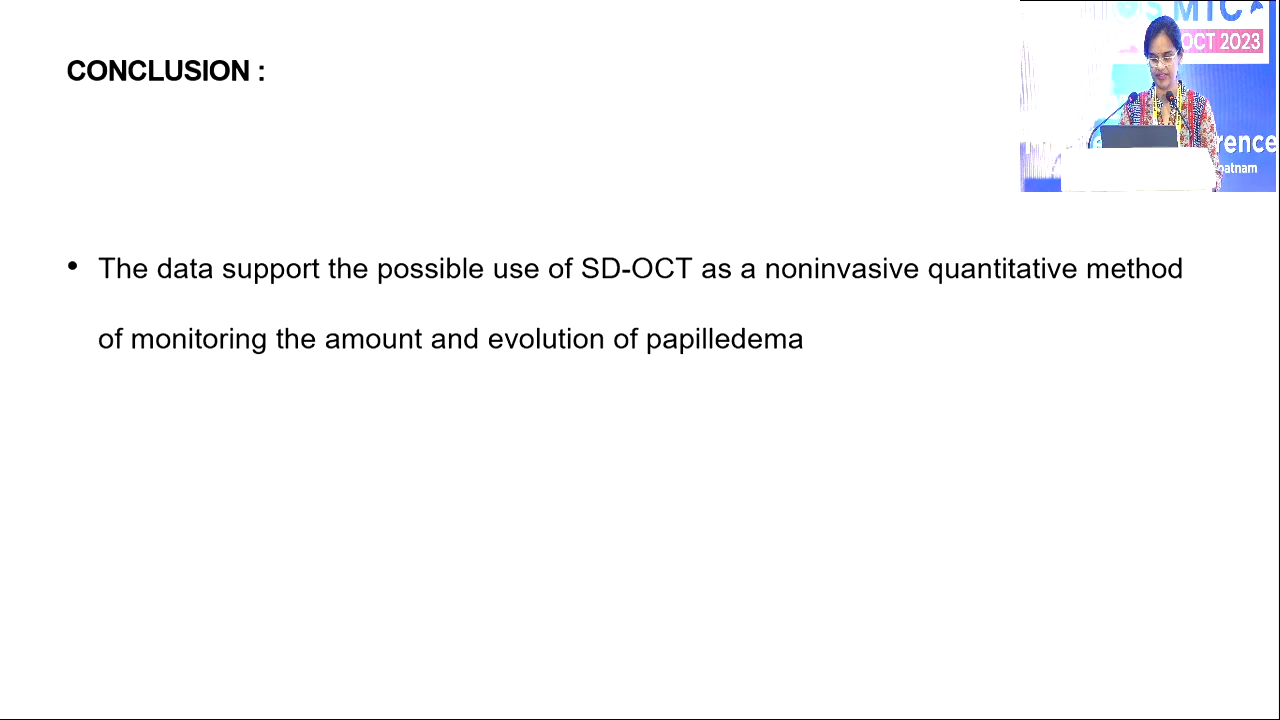 CONCLUSION :
• The data support the possible use of SD-OCT as a noninvasive quantitative method
of monitoring the amount and evolution of papilledema
OCT 2023